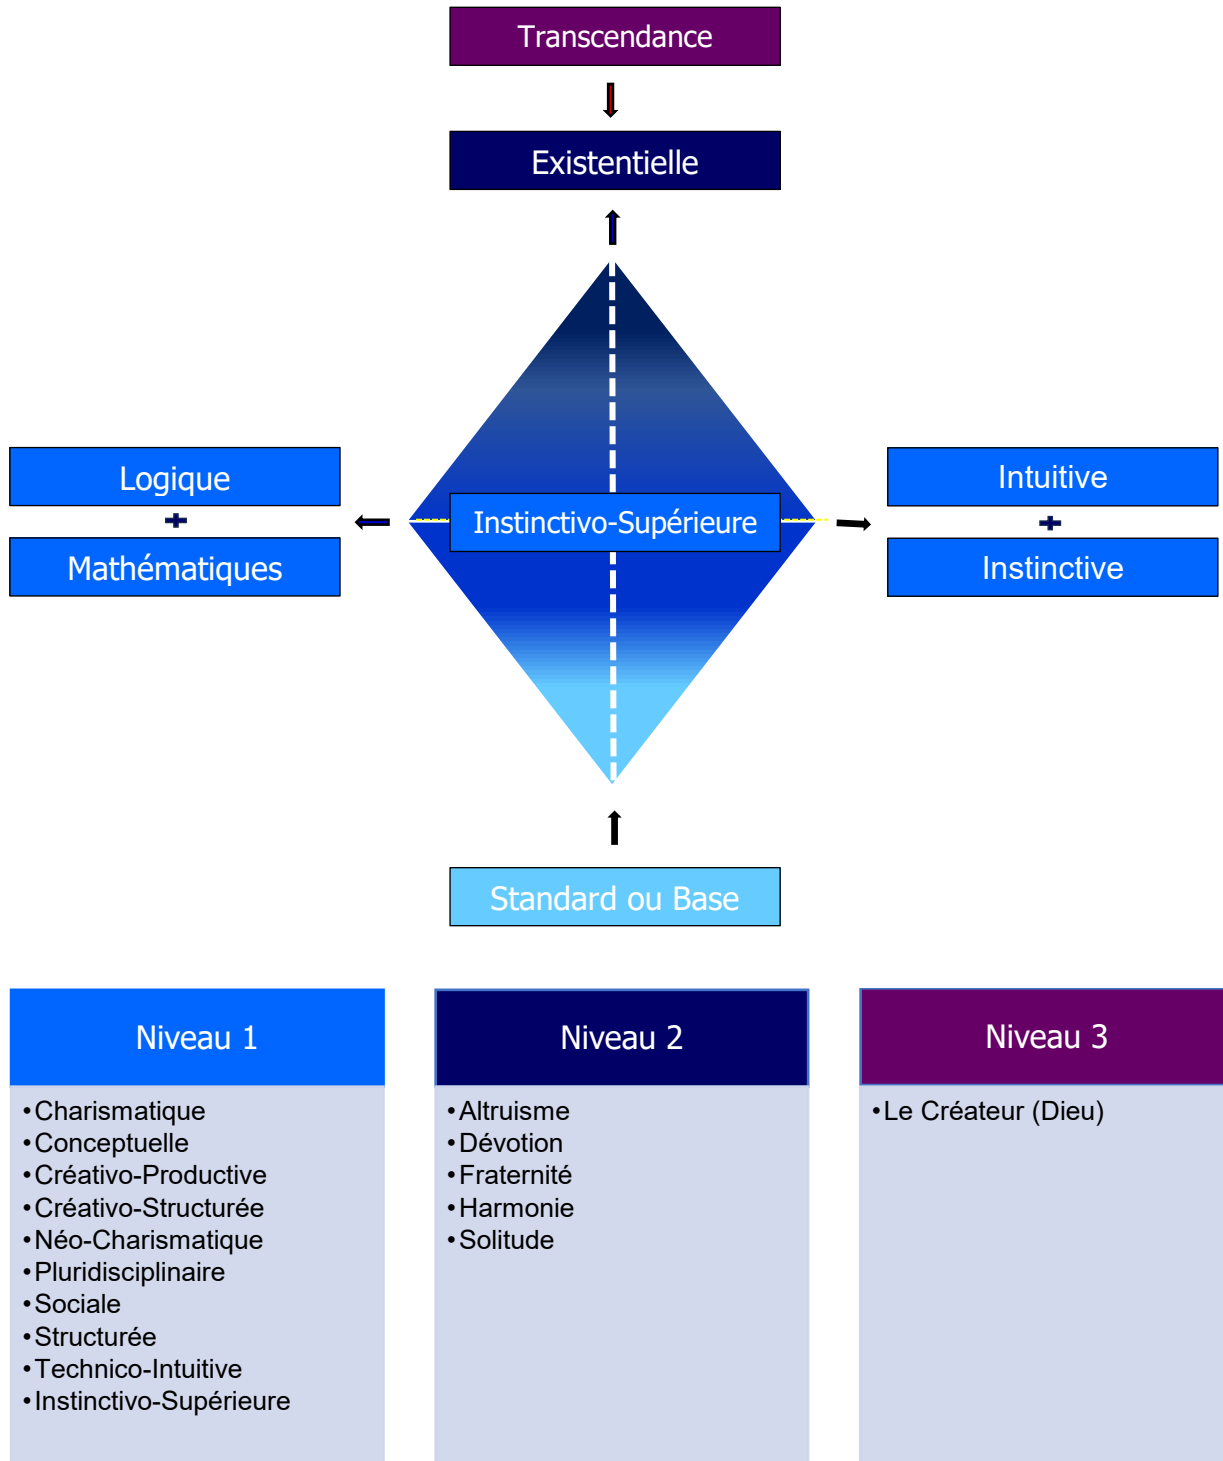 Transcendance
Existentielle
Logique
+
Mathématiques
Instinctivo-Supérieure
Intuitive
+
Instinctive
Standard ou Base
Niveau 1
•Charismatique
•Conceptuelle
•Créativo-Productive
•Créativo-Structurée
•Néo-Charismatique
•Pluridisciplinaire
•Sociale
•Structurée
•Technico-Intuitive
•Instinctivo-Supérieure
Niveau 2
•Altruisme
•Dévotion
•Fraternité
•Harmonie
•Solitude
Niveau 3
•Le Créateur (Dieu)